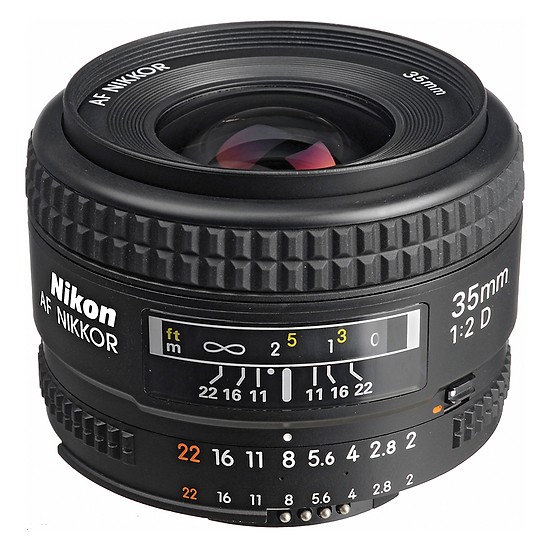 AF NIKKOR 35mm
Nikon
AF NIKKOR
35mm
1:2 D
ft ∞ 5 3
m 2 1 0
22 16 11 11 16 22
22 16 11 8 5.6 4 2.8 2
22 16 11 8 5.6 4 2.8 2